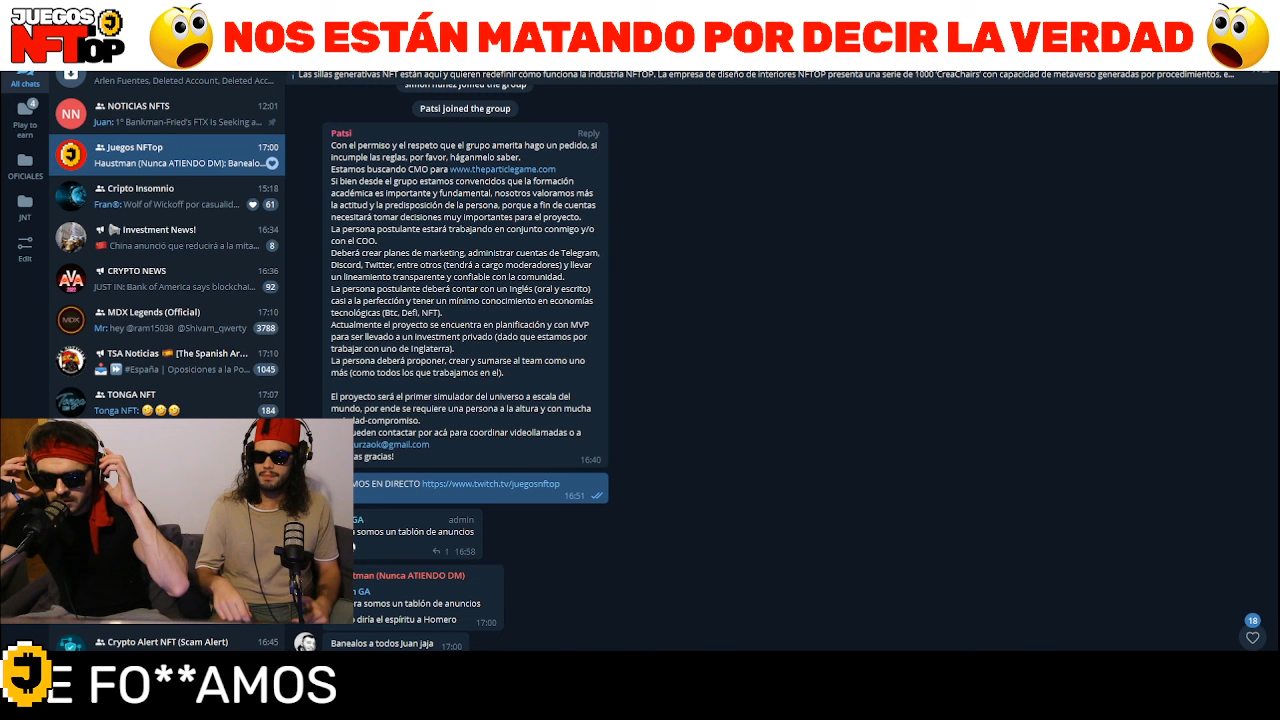 JUEGOS
NFTTOP
NOS ESTÁN MATANDO POR DECIR LA VERDAD
Las sillas generativas NFT están aquí y quieren redefinir cómo funciona la industria NFTOP. La empresa de diseño de interiores NFTOP presenta una serie de 1000 'CreaChairs' con capacidad de metaverso generadas por procedimientos, e...
All chats
4
Play to earn
OFICIALES
JNT
Edit
Arlen Fuentes, Deleted Account, Deleted Acc...
NN
NOTICIAS NFTS 12:01
Juan: 1ª Bankman-Fried's FTX Is Seeking a...
Juegos NFTop 17:00
Haustman (Nunca ATIENDO DM): Banealo...
Cripto Insomnio 15:18
Fran®: Wolf of Wickoff por casualid... 61
Investment News! 16:34
China anunció que reducirá a la mita... 8
AVA
CRYPTO NEWS 16:36
JUST IN: Bank of America says blockchai... 92
MDX
MDX Legends (Official) 17:10
Mr: hey @ram15038 @Shivam_qwerty 3788
TSA Noticias [The Spanish Ar... 17:10
#España | Oposiciones a la Po... 1045
TONGA NFT 17:07
Tonga NFT: 184
Crypto Alert NFT (Scam Alert) 16:45
joined the group
Patsi joined the group
Patsi Reply
Con el permiso y el respeto que el grupo amerita hago un pedido, si
incumple las reglas, por favor, háganmelo saber.
Estamos buscando CMO para www.theparticlegame.com
Si bien desde el grupo estamos convencidos que la formación
académica es importante y fundamental, nosotros valoramos más
la actitud y la predisposición de la persona, porque a fin de cuentas
necesitará tomar decisiones muy importantes para el proyecto.
La persona postulante estará trabajando en conjunto conmigo y/o
con el COO.
Deberá crear planes de marketing, administrar cuentas de Telegram,
Discord, Twitter, entre otros (tendrá a cargo moderadores) y llevar
un lineamiento transparente y confiable con la comunidad.
La persona postulante deberá contar con un Inglés (oral y escrito)
casi a la perfección y tener un mínimo conocimiento en economías
tecnológicas (Btc, Defi, NFT).
Actualmente el proyecto se encuentra en planificación y con MVP
para ser llevado a un Investment privado (dado que estamos por
trabajar con uno de Inglaterra).
La persona deberá proponer, crear y sumarse al team como uno
más (como todos los que trabajamos en el).
El proyecto será el primer simulador del universo a escala del
mundo, por ende se requiere una persona a la altura y con mucha
dad-compromiso.
ueden contactar por acá para coordinar videollamadas o a
urzaok@gmail.com
as gracias!
16:40
MOS EN DIRECTO https://www.twitch.tv/juegosnftop
16:51
GA admin
somos un tablón de anuncios
1 16:58
tman (Nunca ATIENDO DM)
GA
ra somos un tablón de anuncios
diría el espíritu a Homero
17:00
Banealos a todos Juan jaja
17:00
18
E FO**AMOS